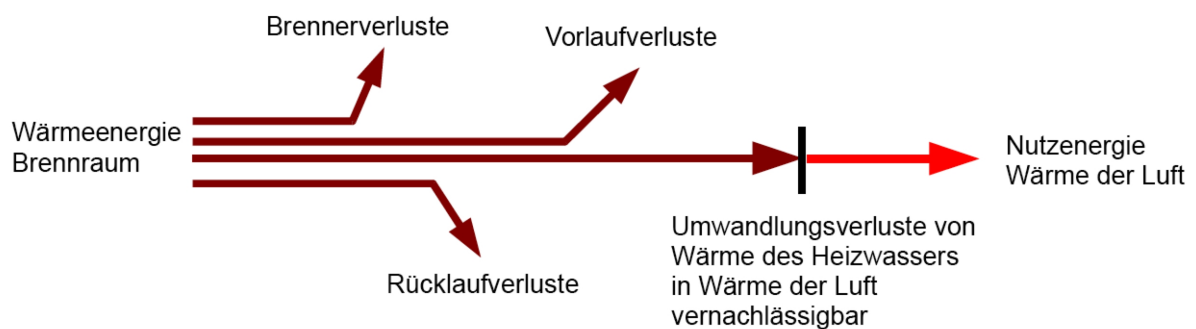 Brennerverluste
Vorlaufverluste
Wärmeenergie
Brennraum
Nutzenergie
Wärme der Luft
Umwandlungsverluste von
Wärme des Heizwassers
in Wärme der Luft
vernachlässigbar
Rücklaufverluste